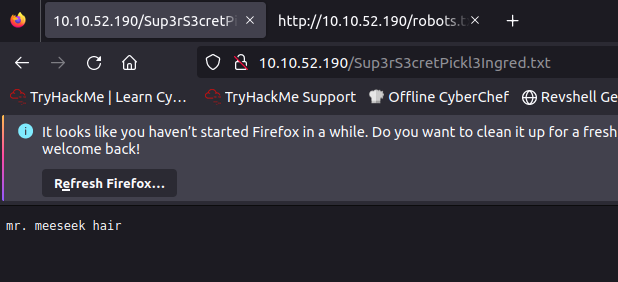 10.10.52.190/Sup3rS3cretPi
http://10.10.52.190/robots.t
10.10.52.190/Sup3rS3cretPickl3Ingred.txt
TryHackMe | Learn Cy… TryHackMe Support Offline CyberChef Revshell Ge
It looks like you haven’t started Firefox in a while. Do you want to clean it up for a fresh
welcome back!
Refresh Firefox…
mr. meeseek hair